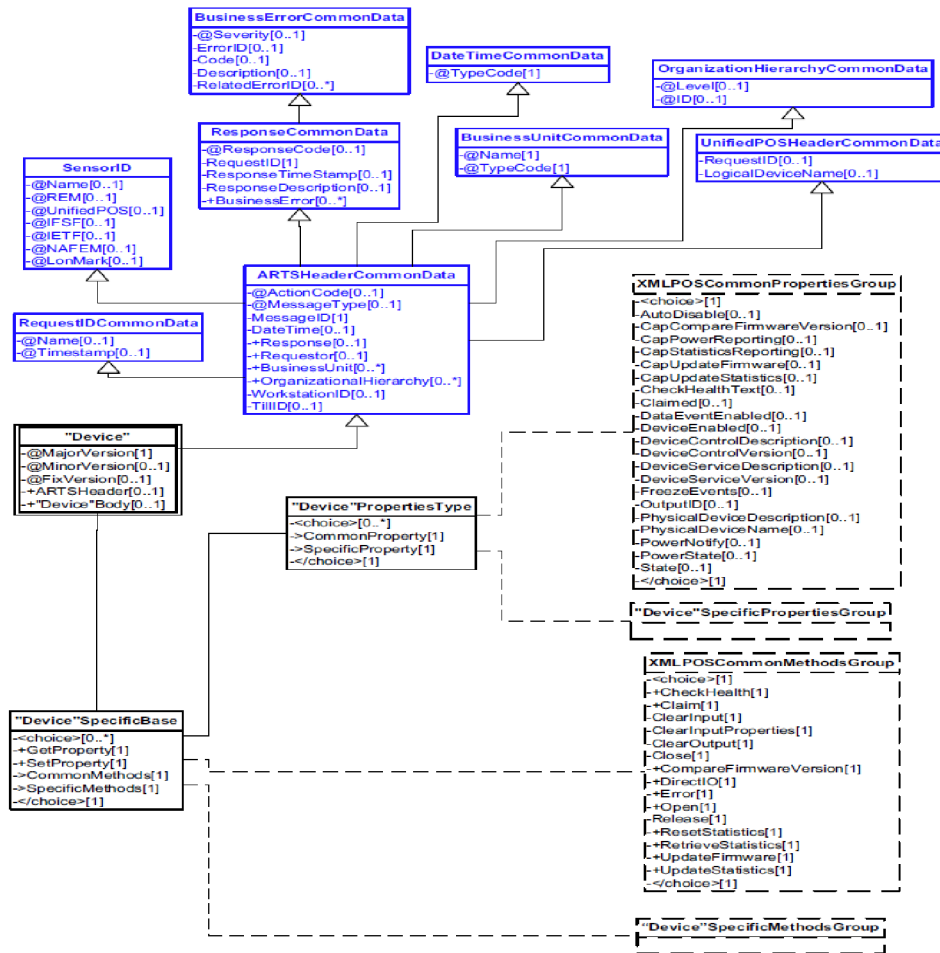 BusinessErrorCommonData
-@Severity[0..1]
-ErrorID[0..1]
-Code[0..1]
-Description[0..1]
-RelatedErrorID[0..*]
DateTimeCommonData
-@TypeCode[1]
OrganizationHierarchyCommonData
-@Level[0..1]
-@ID[0..1]
ResponseCommonData
-@ResponseCode[0..1]
-RequestID[1]
-ResponseTimeStamp[0..1]
-ResponseDescription[0..1]
-+BusinessError[0..*]
BusinessUnitCommonData
-@Name[1]
-@TypeCode[1]
UnifiedPOSHeaderCommonData
-RequestID[0..1]
-LogicalDeviceName[0..1]
SensorID
-@Name[0..1]
-@REM[0..1]
-@UnifiedPOS[0..1]
-@IFSF[0..1]
-@IETF[0..1]
-@NAFEM[0..1]
-@LonMark[0..1]
ARTSHeaderCommonData
-@ActionCode[0..1]
-@MessageType[0..1]
-MessageID[1]
-DateTime[0..1]
-+Response[0..1]
-+Requestor[0..1]
-+BusinessUnit[0..*]
-+OrganizationalHierarchy[0..*]
-WorkstationID[0..1]
-TillID[0..1]
RequestIDCommonData
-@Name[0..1]
-@Timestamp[0..1]
XMLPOSCommonPropertiesGroup
-<choice>[1]
-AutoDisable[0..1]
-CapCompareFirmwareVersion[0..1]
-CapPowerReporting[0..1]
-CapStatisticsReporting[0..1]
-CapUpdateFirmware[0..1]
-CapUpdateStatistics[0..1]
-CheckHealthText[0..1]
-Claimed[0..1]
-DataEventEnabled[0..1]
-DeviceEnabled[0..1]
-DeviceControlDescription[0..1]
-DeviceControlVersion[0..1]
-DeviceServiceDescription[0..1]
-DeviceServiceVersion[0..1]
-FreezeEvents[0..1]
-OutputID[0..1]
-PhysicalDeviceDescription[0..1]
-PhysicalDeviceName[0..1]
-PowerNotify[0..1]
-PowerState[0..1]
-State[0..1]
-</choice>[1]
"Device"
-@MajorVersion[1]
-@MinorVersion[0..1]
-@FixVersion[0..1]
-+ARTSHeader[0..1]
-+"Device"Body[0..1]
"Device"PropertiesType
-<choice>[0..*]
->CommonProperty[1]
->SpecificProperty[1]
-</choice>[1]
"Device"SpecificPropertiesGroup
XMLPOSCommonMethodsGroup
-<choice>[1]
-+CheckHealth[1]
-+Claim[1]
-ClearInput[1]
-ClearInputProperties[1]
-ClearOutput[1]
-Close[1]
-+CompareFirmwareVersion[1]
-+DirectIO[1]
-+Error[1]
-+Open[1]
-Release[1]
-+ResetStatistics[1]
-+RetrieveStatistics[1]
-+UpdateFirmware[1]
-+UpdateStatistics[1]
-</choice>[1]
"Device"SpecificBase
-<choice>[0..*]
-+GetProperty[1]
-+SetProperty[1]
->CommonMethods[1]
->SpecificMethods[1]
-</choice>[1]
"Device"SpecificMethodsGroup